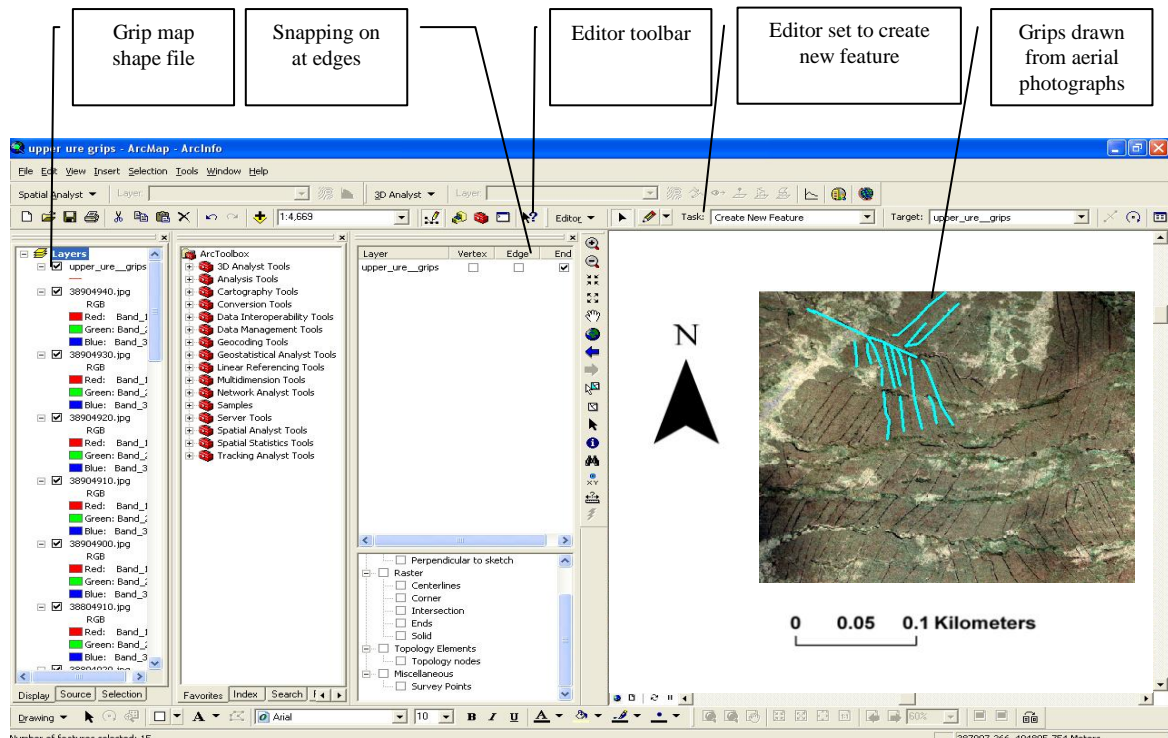 Grip map
shape file
Snapping on
at edges
Editor toolbar
Editor set to create
new feature
Grips drawn
from aerial
photographs
upper ure grips - ArcMap - ArcInfo
File Edit View Insert Selection Tools Window Help
Spatial Analyst Layer: 3D Analyst Layer:
1:4,669 Editor Task: Create New Feature Target: upper_ure__grips
Layers
upper_ure__grips
38904940.jpg
RGB
Red: Band_1
Green: Band_2
Blue: Band_3
38904930.jpg
RGB
Red: Band_1
Green: Band_2
Blue: Band_3
38904920.jpg
RGB
Red: Band_1
Green: Band_2
Blue: Band_3
38904910.jpg
RGB
Red: Band_1
Green: Band_2
Blue: Band_3
38904900.jpg
RGB
Red: Band_1
Green: Band_2
Blue: Band_3
38804910.jpg
RGB
Red: Band_1
Green: Band_2
Blue: Band_3
Display Source Selection
ArcToolbox
3D Analyst Tools
Analysis Tools
Cartography Tools
Conversion Tools
Data Interoperability Tools
Data Management Tools
Geocoding Tools
Geostatistical Analyst Tools
Linear Referencing Tools
Multidimension Tools
Network Analyst Tools
Samples
Server Tools
Spatial Analyst Tools
Spatial Statistics Tools
Tracking Analyst Tools
Favorites Index Search
Layer Vertex Edge End
upper_ure__grips
Perpendicular to sketch
Raster
Centerlines
Corner
Intersection
Ends
Solid
Topology Elements
Topology nodes
Miscellaneous
Survey Points
N
0 0.05 0.1 Kilometers
Drawing A Arial 10 B I U A 60%
Number of features selected: 15